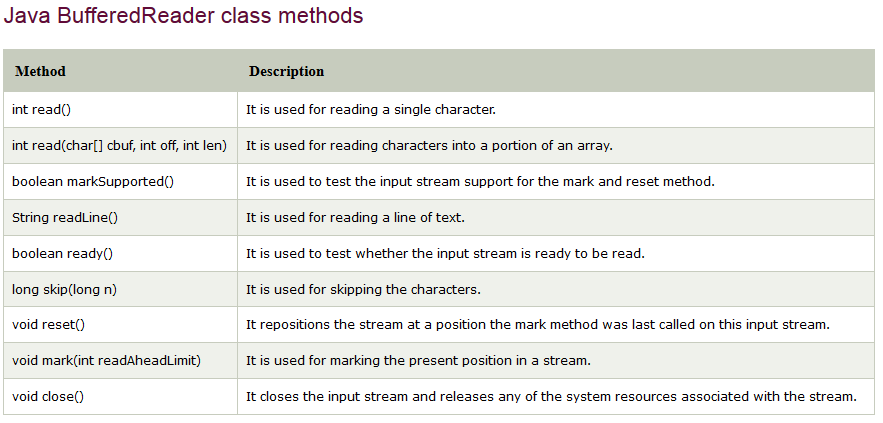 Java BufferedReader class methods
Method Description
int read() It is used for reading a single character.
int read(char[] cbuf, int off, int len) It is used for reading characters into a portion of an array.
boolean markSupported() It is used to test the input stream support for the mark and reset method.
String readLine() It is used for reading a line of text.
boolean ready() It is used to test whether the input stream is ready to be read.
long skip(long n) It is used for skipping the characters.
void reset() It repositions the stream at a position the mark method was last called on this input stream.
void mark(int readAheadLimit) It is used for marking the present position in a stream.
void close() It closes the input stream and releases any of the system resources associated with the stream.